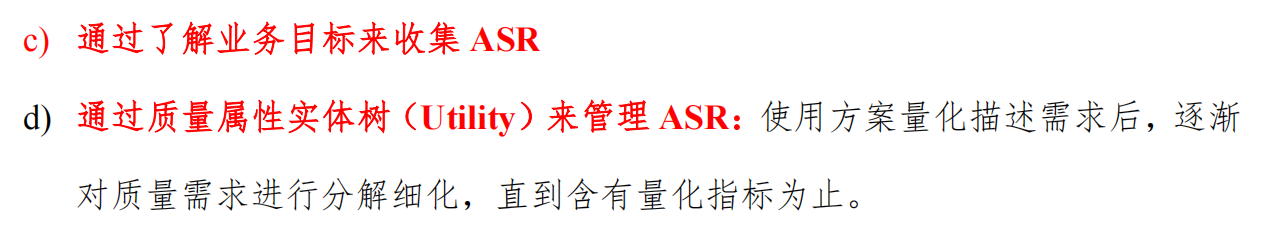 c) 通过了解业务目标来收集 ASR
d) 通过质量属性实体树（Utility）来管理 ASR：使用方案量化描述需求后，逐渐
对质量需求进行分解细化，直到含有量化指标为止。